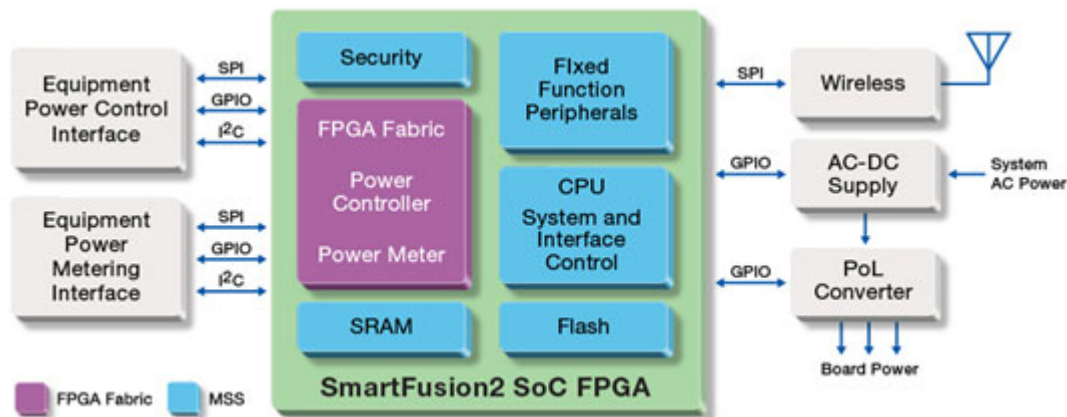 Equipment
Power Control
Interface
SPI
GPIO
I²C
Equipment
Power
Metering
Interface
SPI
GPIO
I²C
Security
FPGA Fabric
Power
Controller
Power Meter
SRAM
FIxed
Function
Peripherals
CPU
System and
Interface
Control
Flash
SmartFusion2 SoC FPGA
SPI
Wireless
GPIO
AC-DC
Supply
System
AC Power
GPIO
PoL
Converter
Board Power
FPGA Fabric
MSS